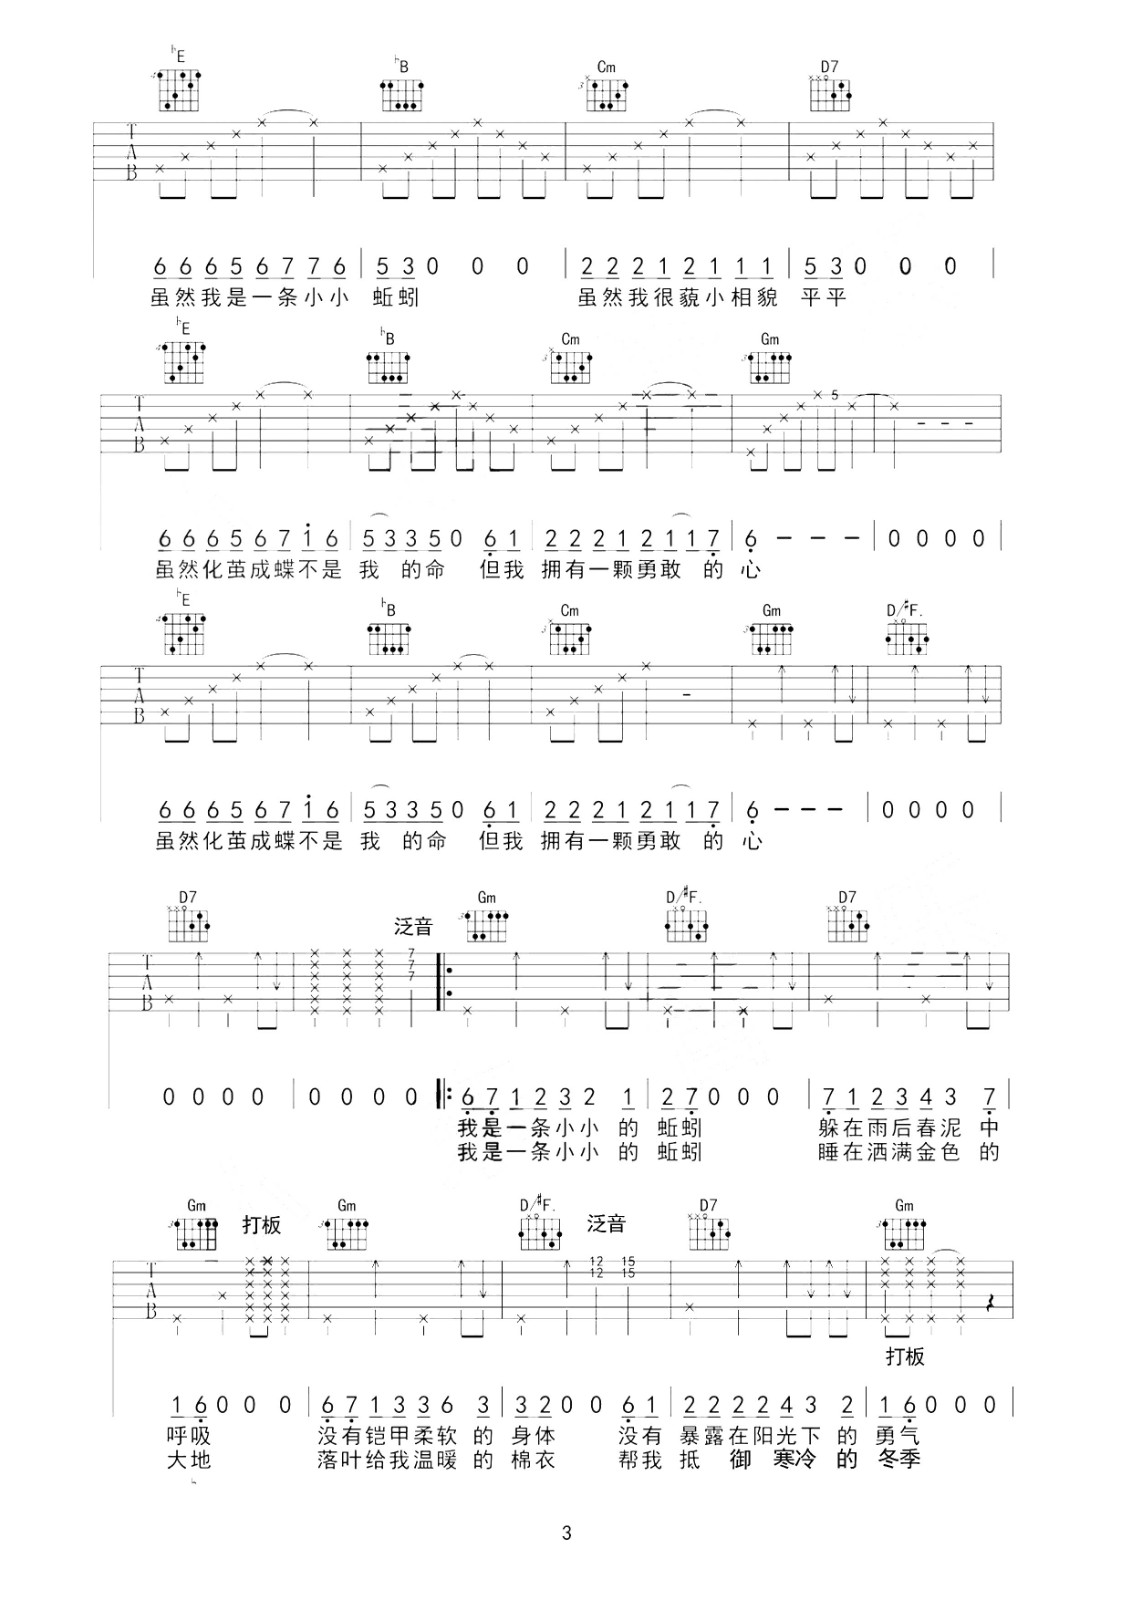 ♭E ♭B Cm D7
6 6 6 5 6 7 7 6 | 5 3 0 0 0 | 2 2 2 1 2 1 1 1 | 5 3 0 0 0 |
虽然我是一条小小 蚯蚓 虽然我很藐小相貌 平平
♭E ♭B Cm Gm
5
6 6 6 5 6 7 1 6 | 5 3 3 5 0 6 1 | 2 2 2 1 2 1 1 7 | 6 - - - | 0 0 0 0 |
虽然化茧成蝶不是 我 的命 但我 拥有一颗勇敢 的 心
♭E ♭B Cm Gm D/♯F.
6 6 6 5 6 7 1 6 | 5 3 3 5 0 6 1 | 2 2 2 1 2 1 1 7 | 6 - - - | 0 0 0 0
虽然化茧成蝶不是 我 的命 但我 拥有一颗勇敢 的 心
D7 泛音 Gm D/♯F. D7
7
7
7
0 0 0 0 | 0 0 0 0 |: 6 7 1 2 3 2 1 | 2 7 0 0 0 | 7 1 2 3 4 3 7 |
我是一条小小 的 蚯蚓 躲在雨后春泥 中
我是一条小小 的 蚯蚓 睡在洒满金色 的
Gm 打板 Gm D/♯F. 泛音 D7 Gm
12 15
12 15
打板
1 6 0 0 0 | 6 7 1 3 3 6 3 | 3 2 0 0 6 1 | 2 2 2 2 4 3 2 | 1 6 0 0 0 |
呼吸 没有铠甲柔软 的 身体 没有 暴露在阳光下 的 勇气
大地 落叶给我温暖 的 棉衣 帮我 抵 御 寒冷 的 冬季
3